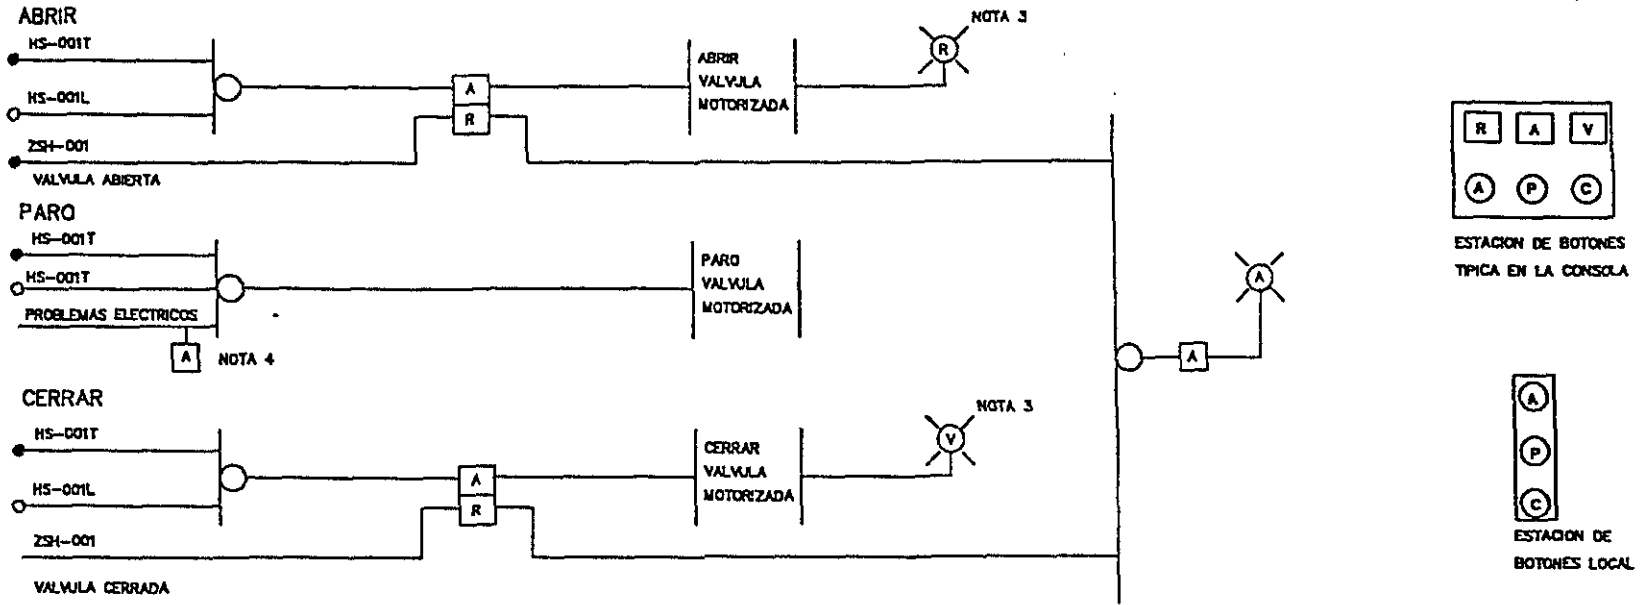 ABRIR
HS-001T
HS-001L
ZSH-001
VALVULA ABIERTA
A
R
ABRIR
VALVULA
MOTORIZADA
R
NOTA 3
PARO
HS-001T
HS-001T
PROBLEMAS ELECTRICOS
A
NOTA 4
PARO
VALVULA
MOTORIZADA
CERRAR
HS-001T
HS-001L
ZSH-001
VALVULA CERRADA
A
R
CERRAR
VALVULA
MOTORIZADA
V
NOTA 3
A
A
R A V
A P C
ESTACION DE BOTONES
TIPICA EN LA CONSOLA
A
P
C
ESTACION DE
BOTONES LOCAL